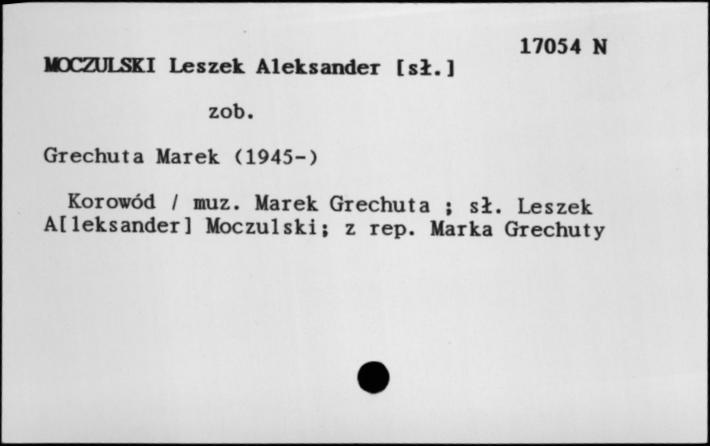 17054 N
MOCZULSKI Leszek Aleksander [sł.]
zob.
Grechuta Marek (1945-)
Korowód / muz. Marek Grechuta ; sł. Leszek
A[leksander] Moczulski; z rep. Marka Grechuty